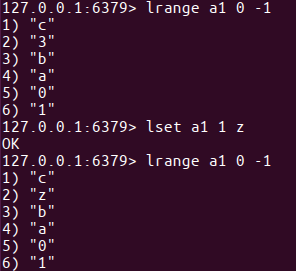 127.0.0.1:6379> lrange a1 0 -1
1) "c"
2) "3"
3) "b"
4) "a"
5) "0"
6) "1"
127.0.0.1:6379> lset a1 1 z
OK
127.0.0.1:6379> lrange a1 0 -1
1) "c"
2) "z"
3) "b"
4) "a"
5) "0"
6) "1"